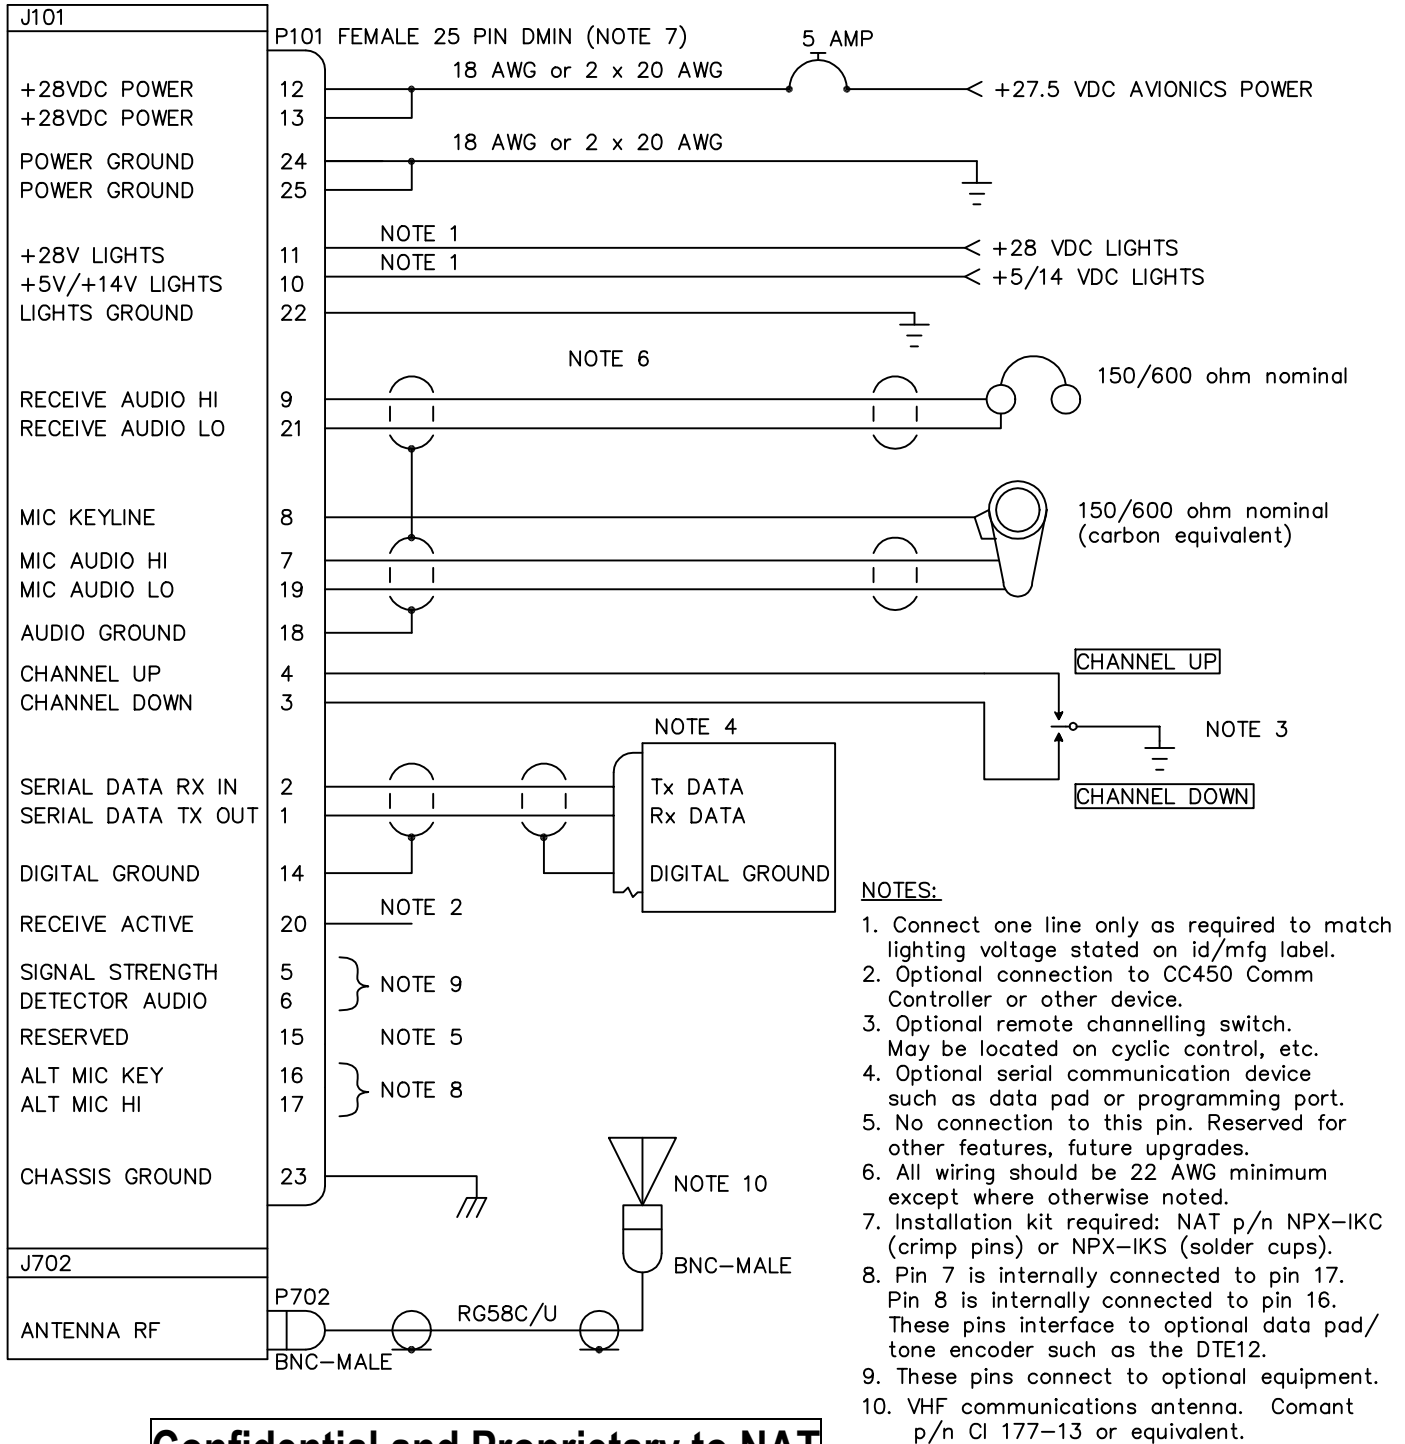 J101
P101 FEMALE 25 PIN DMIN (NOTE 7)
5 AMP
18 AWG or 2 x 20 AWG
+28VDC POWER 12 +27.5 VDC AVIONICS POWER
+28VDC POWER 13
18 AWG or 2 x 20 AWG
POWER GROUND 24
POWER GROUND 25
NOTE 1
+28V LIGHTS 11 +28 VDC LIGHTS
NOTE 1
+5V/+14V LIGHTS 10 +5/14 VDC LIGHTS
LIGHTS GROUND 22
NOTE 6
150/600 ohm nominal
RECEIVE AUDIO HI 9
RECEIVE AUDIO LO 21
MIC KEYLINE 8 150/600 ohm nominal
(carbon equivalent)
MIC AUDIO HI 7
MIC AUDIO LO 19
AUDIO GROUND 18
CHANNEL UP
CHANNEL UP 4
CHANNEL DOWN 3
NOTE 4
NOTE 3
SERIAL DATA RX IN 2 Tx DATA
CHANNEL DOWN
SERIAL DATA TX OUT 1 Rx DATA
DIGITAL GROUND 14 DIGITAL GROUND
NOTE 2
RECEIVE ACTIVE 20
SIGNAL STRENGTH 5
NOTE 9
DETECTOR AUDIO 6
RESERVED 15 NOTE 5
ALT MIC KEY 16
NOTE 8
ALT MIC HI 17
CHASSIS GROUND 23
NOTE 10
BNC-MALE
J702
P702
RG58C/U
ANTENNA RF
BNC-MALE
NOTES:
1. Connect one line only as required to match
lighting voltage stated on id/mfg label.
2. Optional connection to CC450 Comm
Controller or other device.
3. Optional remote channelling switch.
May be located on cyclic control, etc.
4. Optional serial communication device
such as data pad or programming port.
5. No connection to this pin. Reserved for
other features, future upgrades.
6. All wiring should be 22 AWG minimum
except where otherwise noted.
7. Installation kit required: NAT p/n NPX-IKC
(crimp pins) or NPX-IKS (solder cups).
8. Pin 7 is internally connected to pin 17.
Pin 8 is internally connected to pin 16.
These pins interface to optional data pad/
tone encoder such as the DTE12.
9. These pins connect to optional equipment.
10. VHF communications antenna. Comant
p/n CI 177-13 or equivalent.
Confidential and Proprietary to NAT